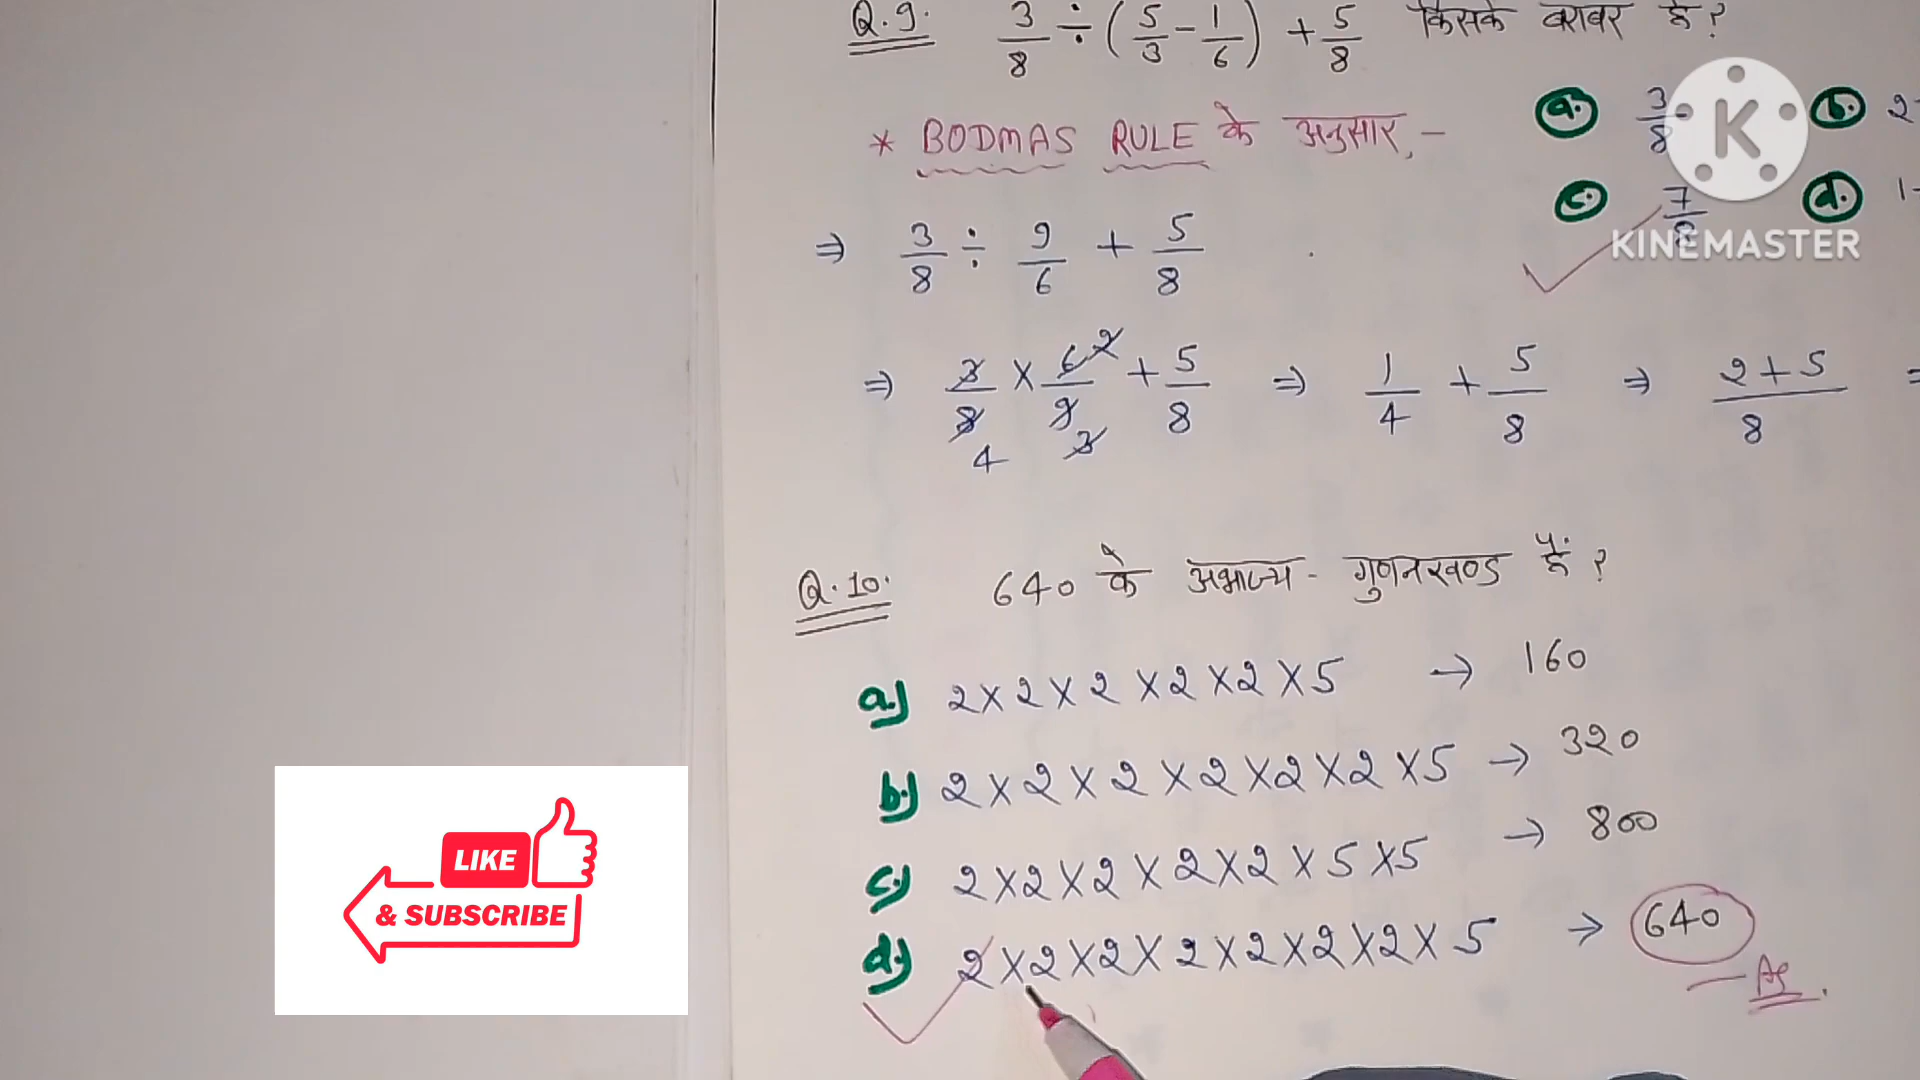 Q.9. 3/8 ÷ (5/3 - 1/6) + 5/8 किसके बराबर है?
* BODMAS RULE के अनुसार, -
a. 3/8 b. 2
c. 7/8 d. 1
KINEMASTER
⇒ 3/8 ÷ 9/6 + 5/8
⇒ 3/8 4 × 6/9 2 3 + 5/8 ⇒ 1/4 + 5/8 ⇒ 2+5/8 =
Q.10. 640 के अभाज्य - गुणनखण्ड हैं?
a.) 2×2×2×2×2×5 → 160
b.) 2×2×2×2×2×2×5 → 320
c.) 2×2×2×2×2×5×5 → 800
d.) 2×2×2×2×2×2×2×5 → 640
LIKE
& SUBSCRIBE